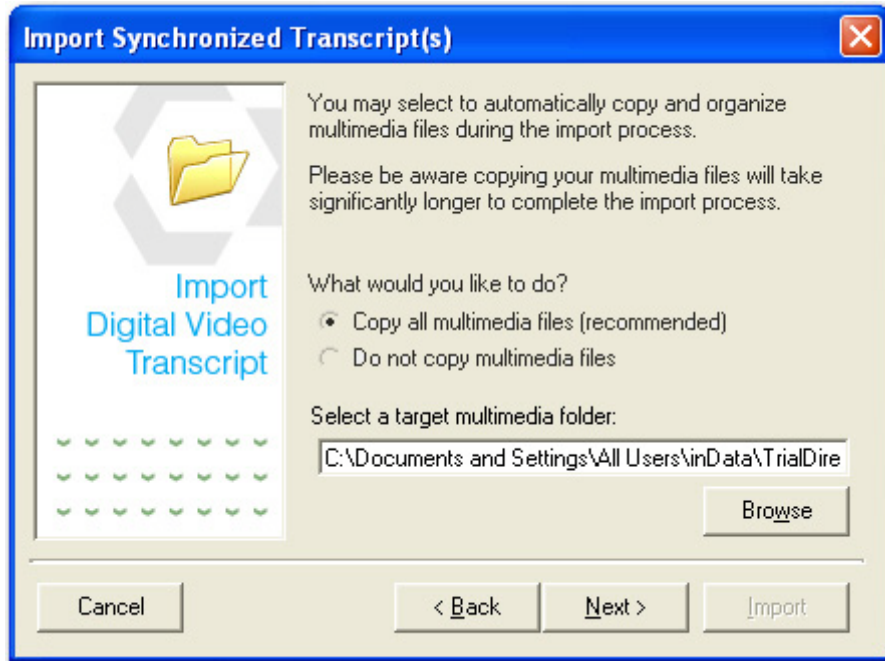 Import Synchronized Transcript(s)
You may select to automatically copy and organize
multimedia files during the import process.
Please be aware copying your multimedia files will take
significantly longer to complete the import process.
Import
Digital Video
Transcript
What would you like to do?
Copy all multimedia files (recommended)
Do not copy multimedia files
Select a target multimedia folder:
C:\Documents and Settings\All Users\inData\TrialDire
Browse
Cancel
< Back
Next >
Import